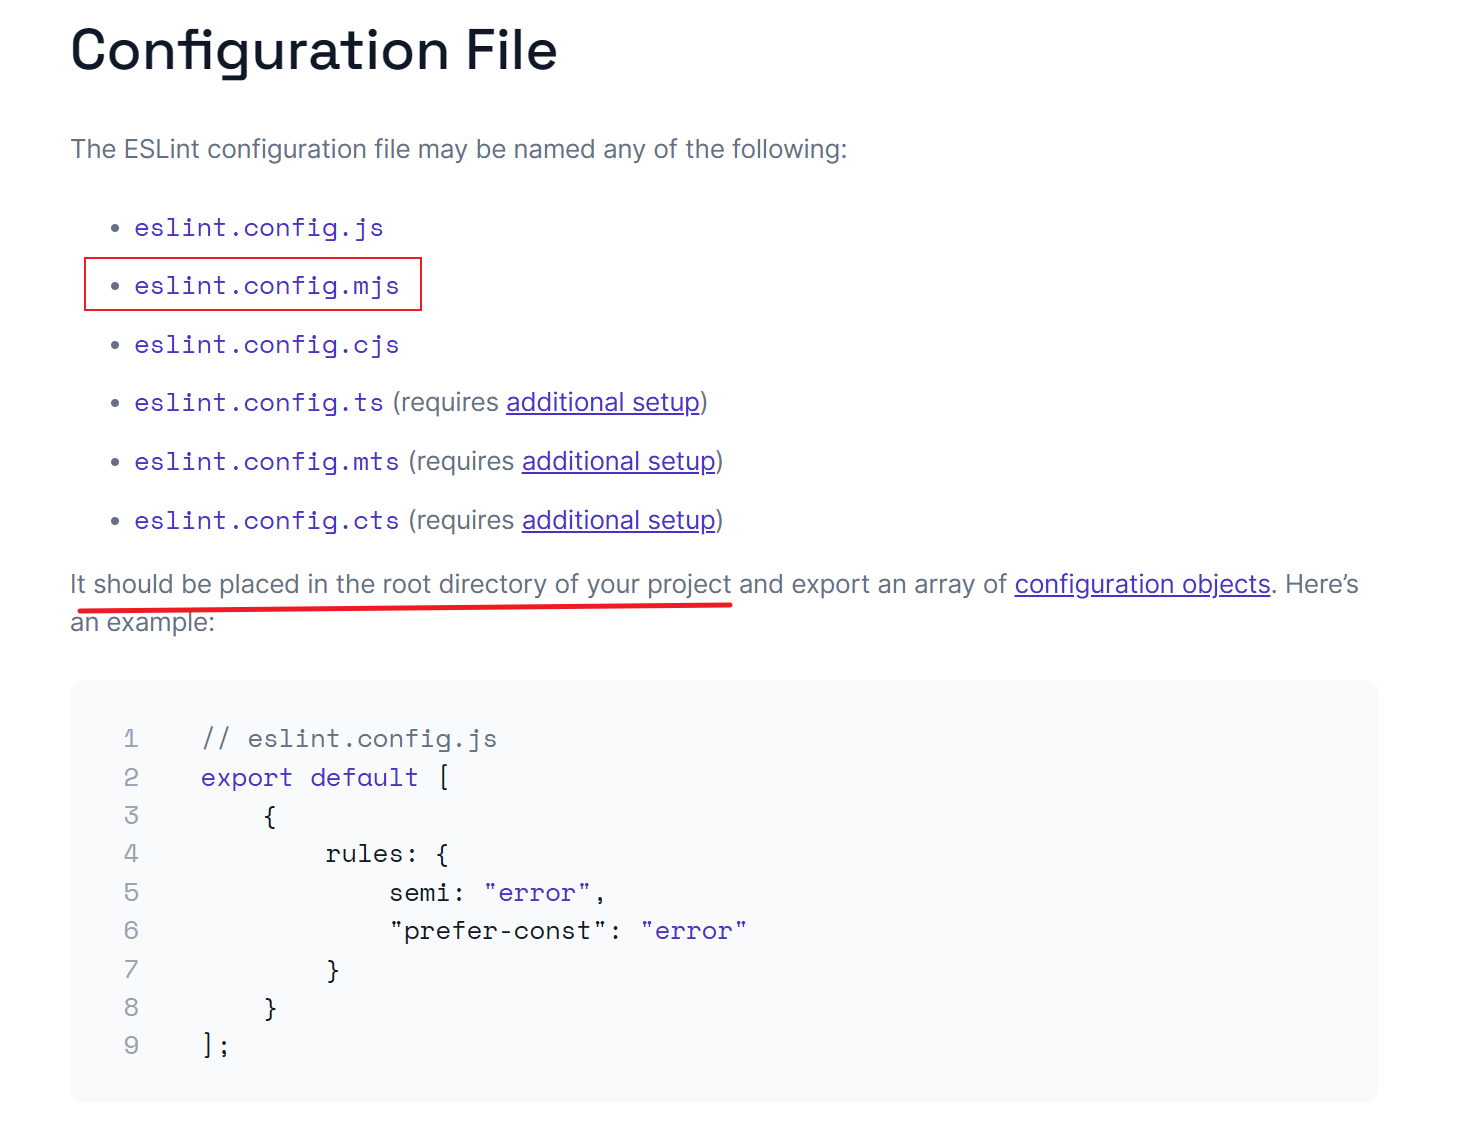 Configuration File
The ESLint configuration file may be named any of the following:
• eslint.config.js
• eslint.config.mjs
• eslint.config.cjs
• eslint.config.ts (requires additional setup)
• eslint.config.mts (requires additional setup)
• eslint.config.cts (requires additional setup)
It should be placed in the root directory of your project and export an array of configuration objects. Here’s
an example:
1 // eslint.config.js
2 export default [
3     {
4         rules: {
5             semi: "error",
6             "prefer-const": "error"
7         }
8     }
9 ];